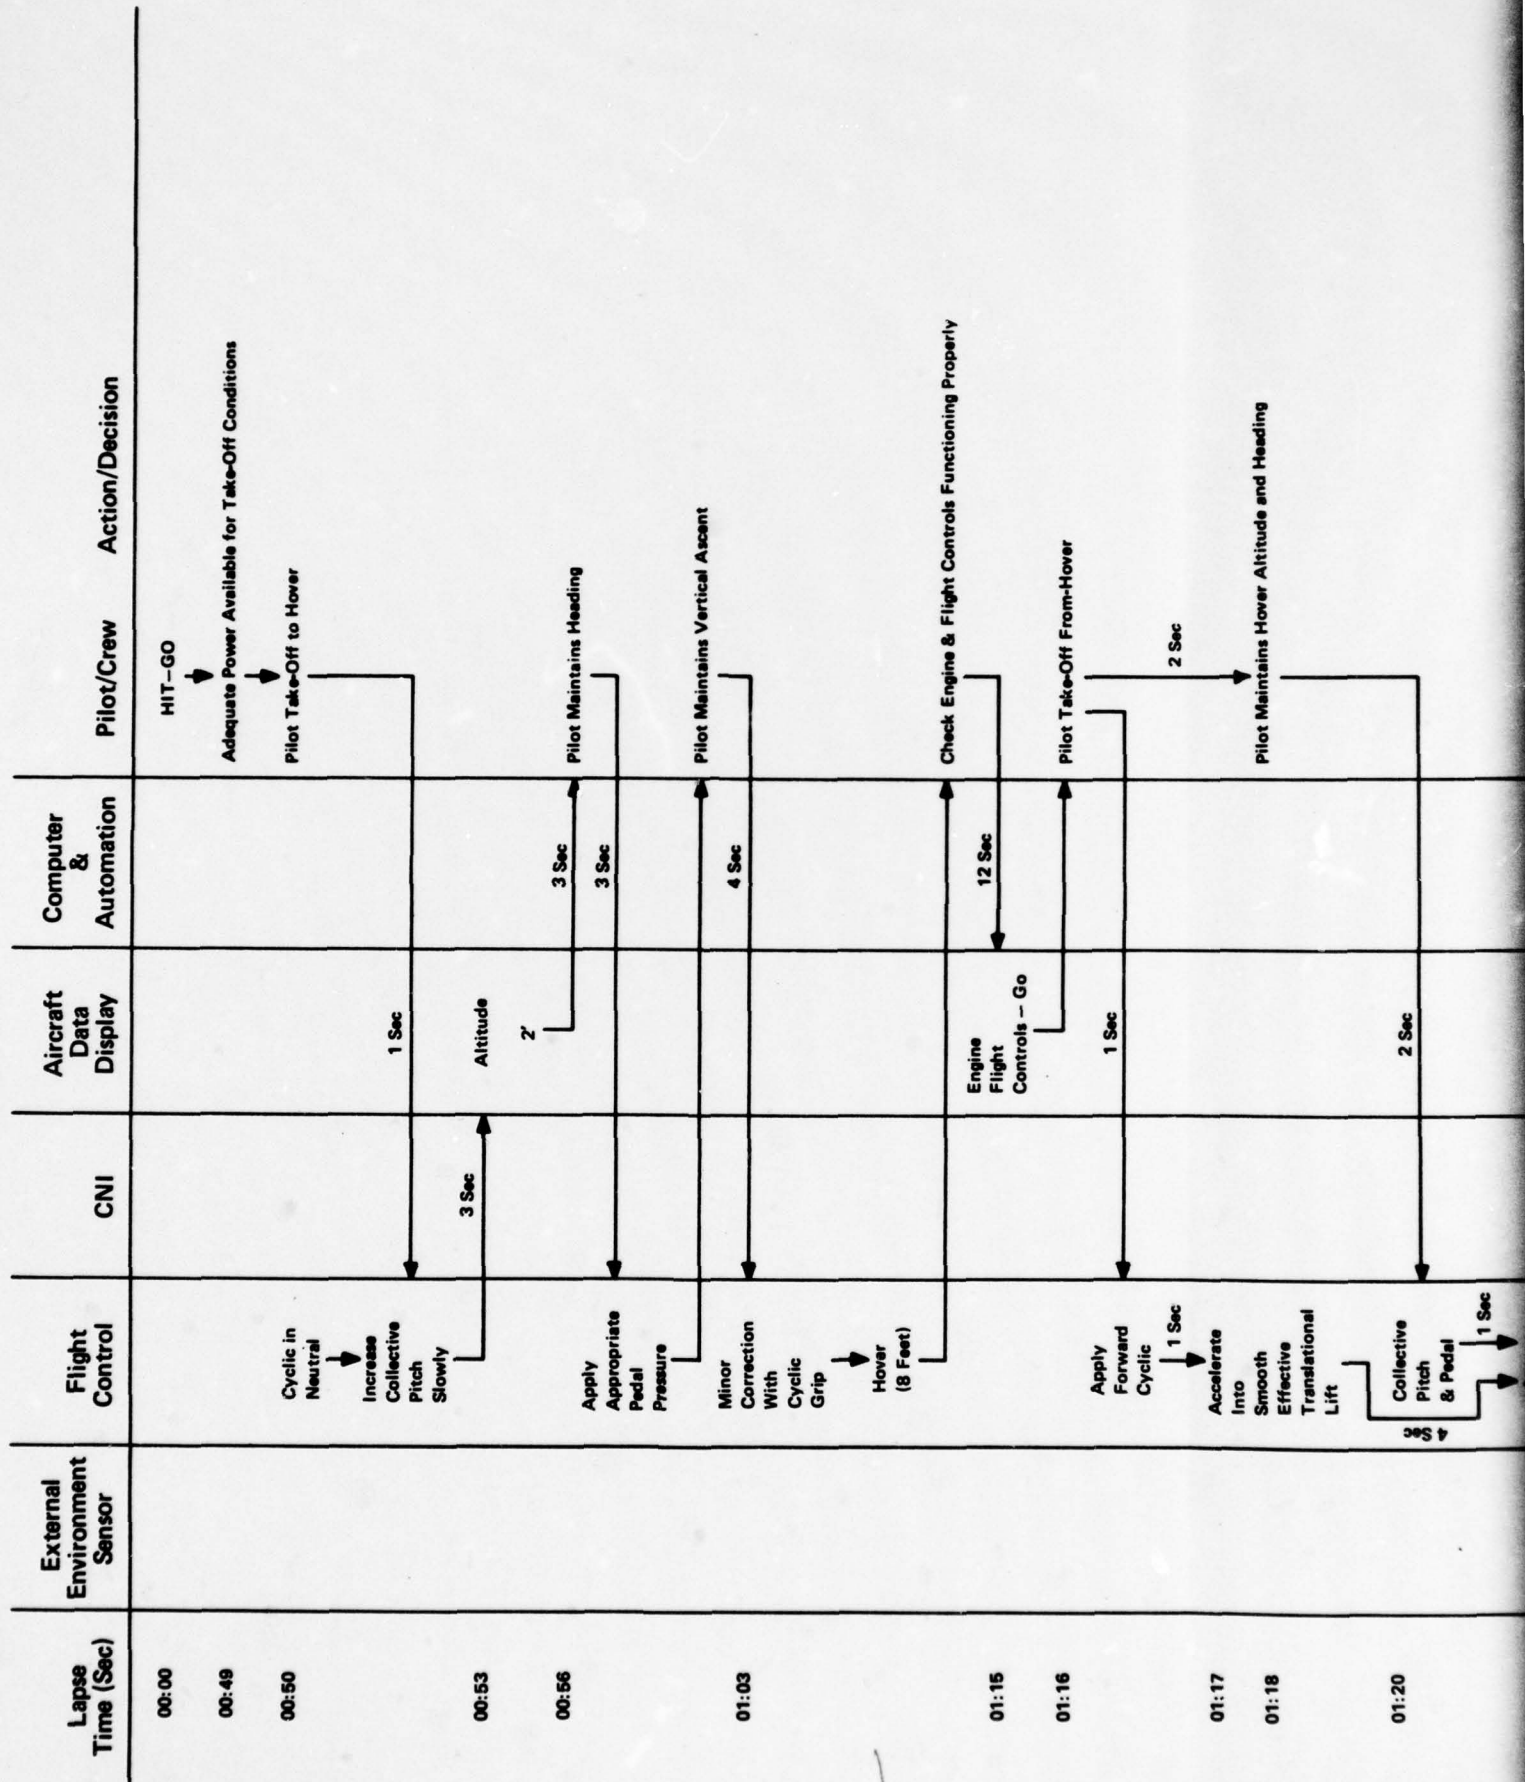 Lapse
Time (Sec)
External
Environment
Sensor
Flight
Control
CNI
Aircraft
Data
Display
Computer
&
Automation
Pilot/Crew
Action/Decision
00:00
HIT–GO
00:49
Adequate Power Available for Take-Off Conditions
00:50
Cyclic in
Neutral
Pilot Take-Off to Hover
Increase
Collective
Pitch
Slowly
1 Sec
00:53
3 Sec
Altitude
00:56
2'
3 Sec
Pilot Maintains Heading
Apply
Appropriate
Pedal
Pressure
3 Sec
Pilot Maintains Vertical Ascent
01:03
Minor
Correction
With
Cyclic
Grip
4 Sec
Hover
(8 Feet)
Check Engine & Flight Controls Functioning Properly
01:15
12 Sec
Engine
Flight
Controls – Go
01:16
Pilot Take-Off From-Hover
Apply
Forward
Cyclic
1 Sec
1 Sec
2 Sec
01:17
Accelerate
Into
Smooth
Effective
Translational
Lift
01:18
Pilot Maintains Hover Altitude and Heading
01:20
Collective
Pitch
& Pedal
2 Sec
4 Sec
1 Sec